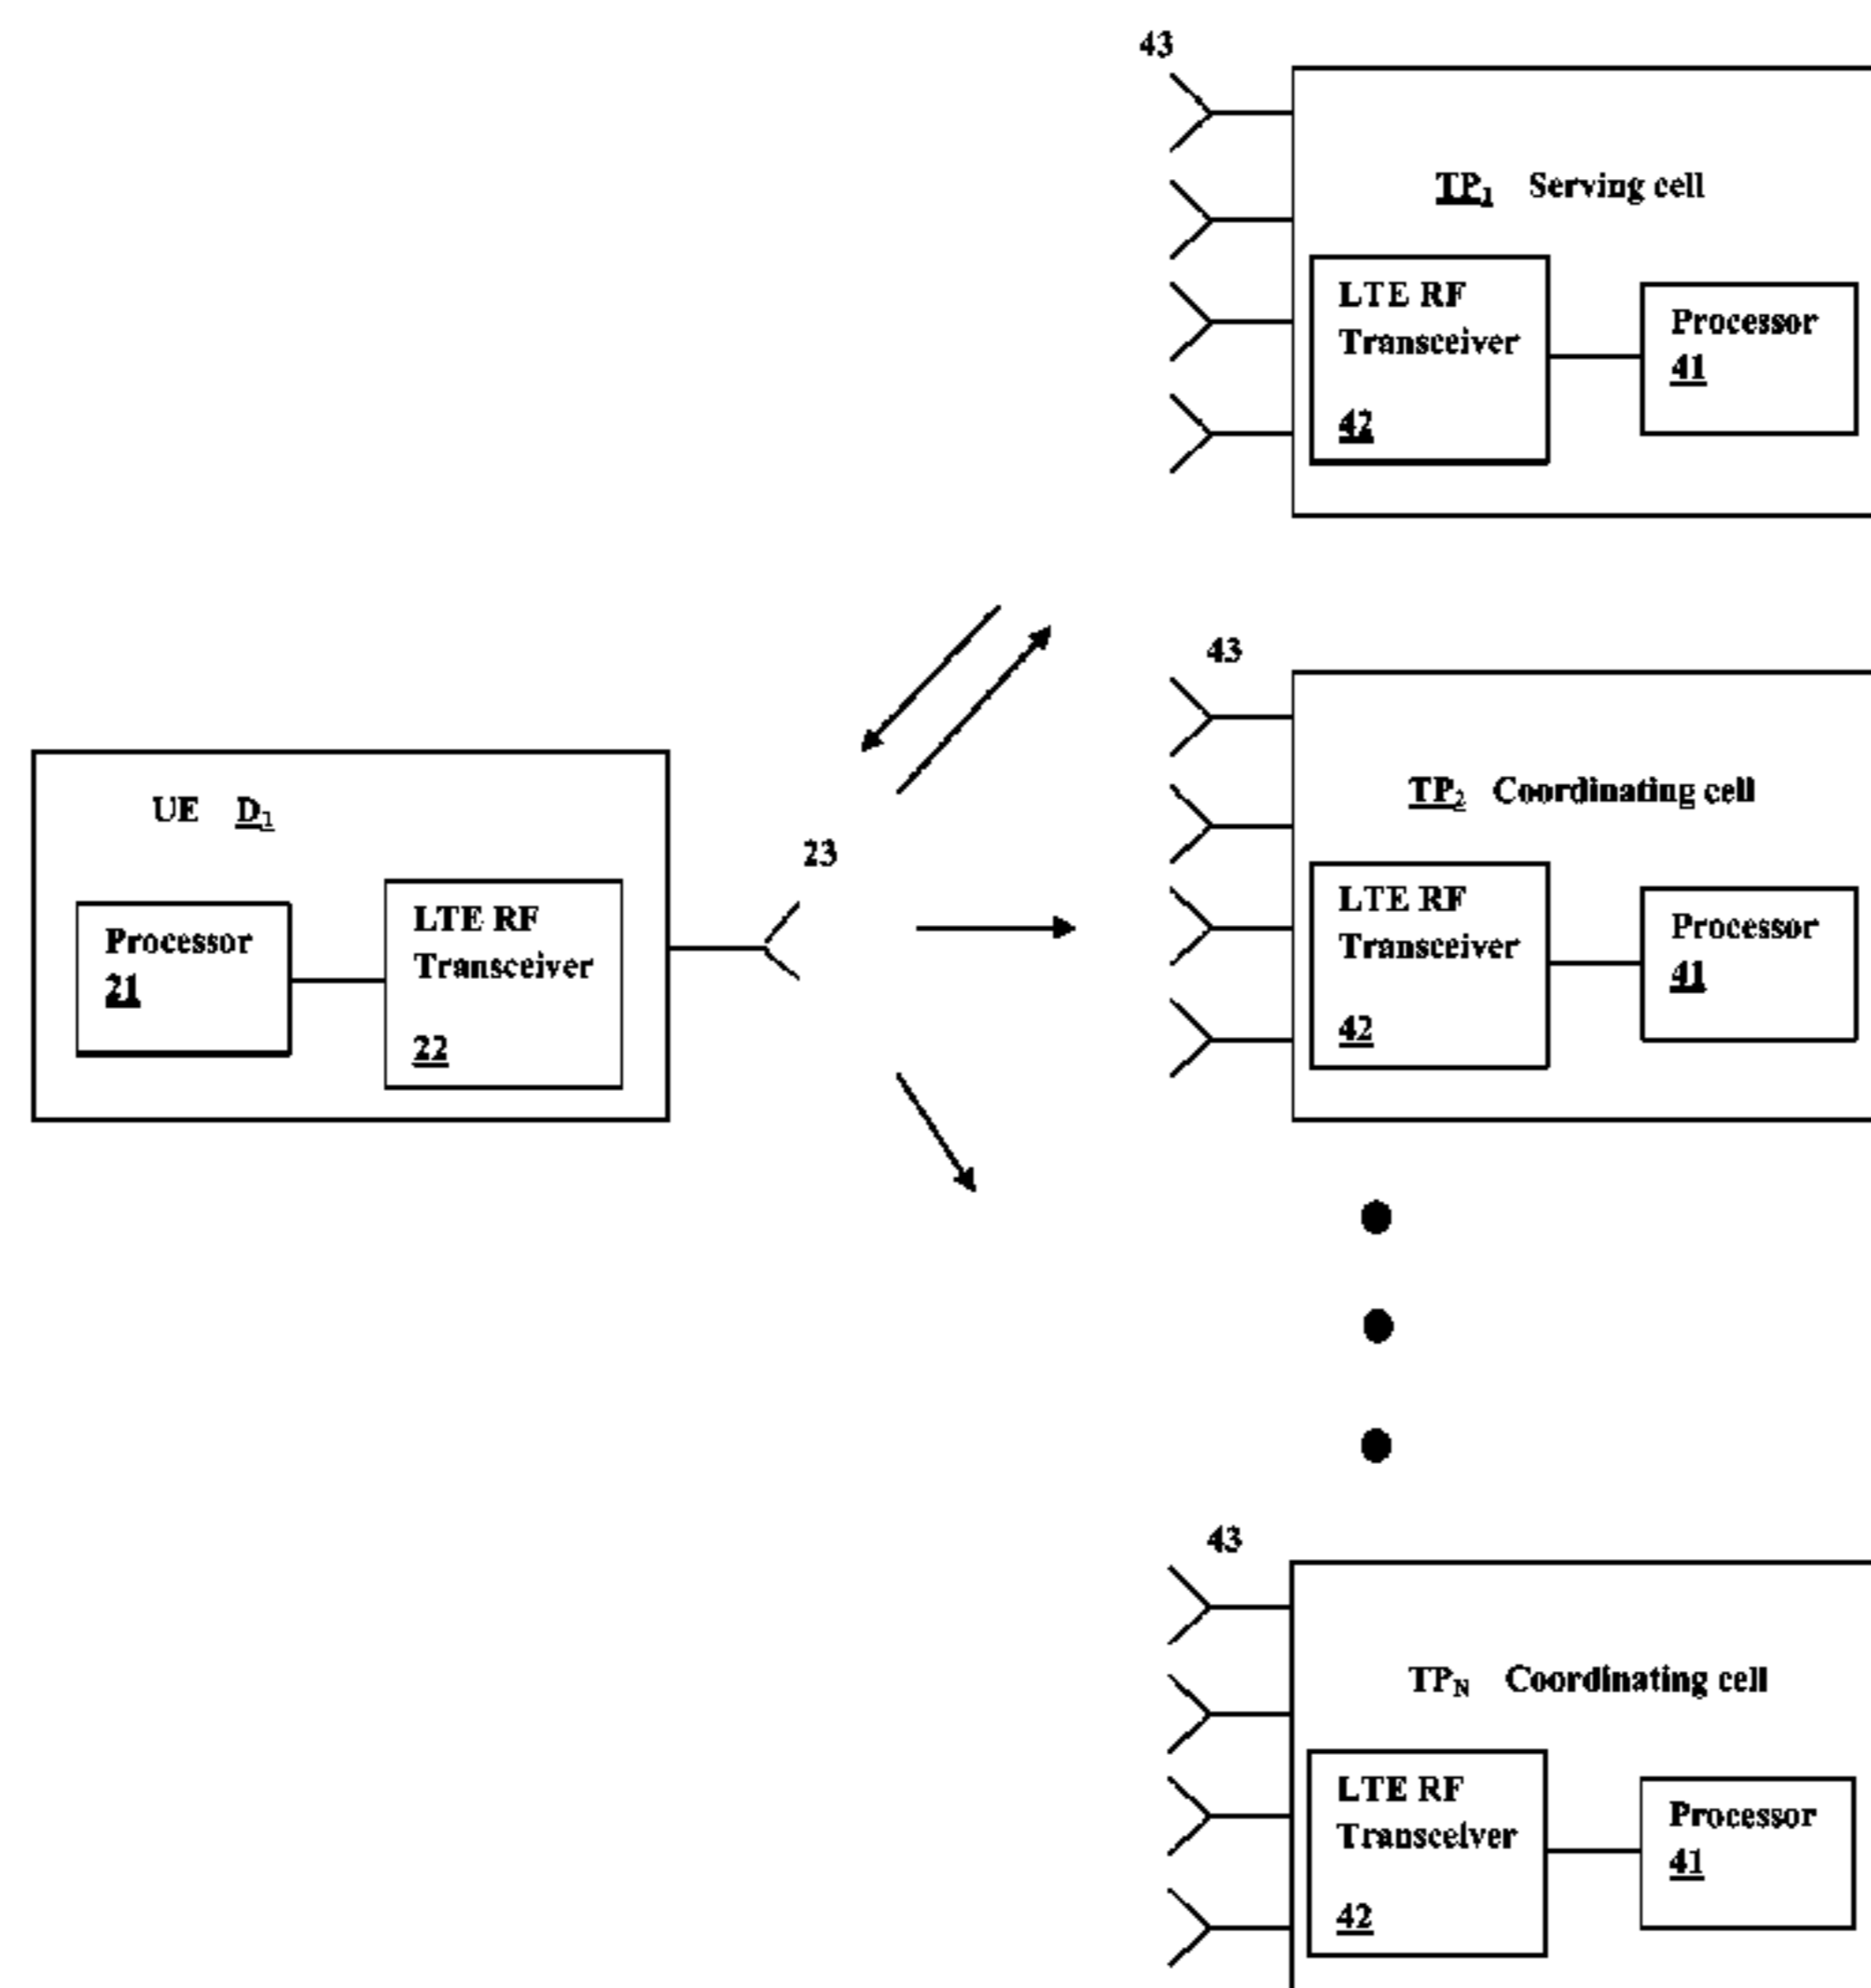 43
TP1 Serving cell
LTE RF
Transceiver
42
Processor
41
43
TP2 Coordinating cell
LTE RF
Transceiver
42
Processor
41
UE D1
Processor
21
LTE RF
Transceiver
22
23
43
TPN Coordinating cell
LTE RF
Transceiver
42
Processor
41